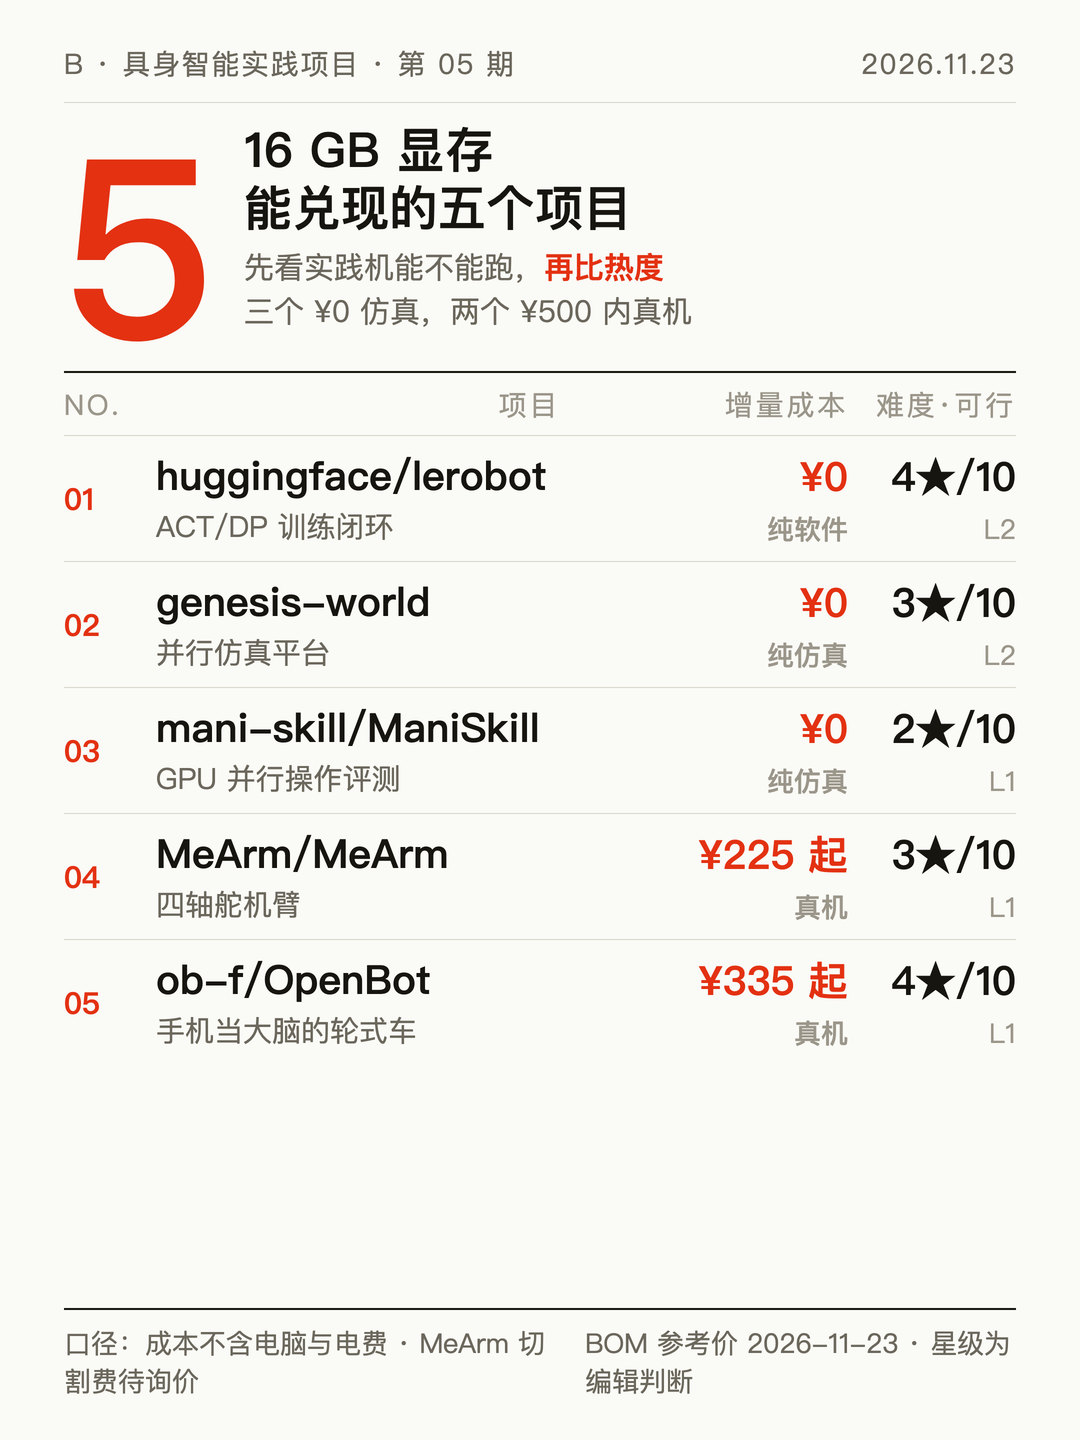 B · 具身智能实践项目 · 第 05 期
2026.11.23
5
16 GB 显存
能兑现的五个项目
先看实践机能不能跑，再比热度
三个 ¥0 仿真，两个 ¥500 内真机
NO. 项目 增量成本 难度·可行
01 huggingface/lerobot ¥0 4★/10
ACT/DP 训练闭环 纯软件 L2
02 genesis-world ¥0 3★/10
并行仿真平台 纯仿真 L2
03 mani-skill/ManiSkill ¥0 2★/10
GPU 并行操作评测 纯仿真 L1
04 MeArm/MeArm ¥225 起 3★/10
四轴舵机臂 真机 L1
05 ob-f/OpenBot ¥335 起 4★/10
手机当大脑的轮式车 真机 L1
口径：成本不含电脑与电费 · MeArm 切
割费待询价
BOM 参考价 2026-11-23 · 星级为
编辑判断